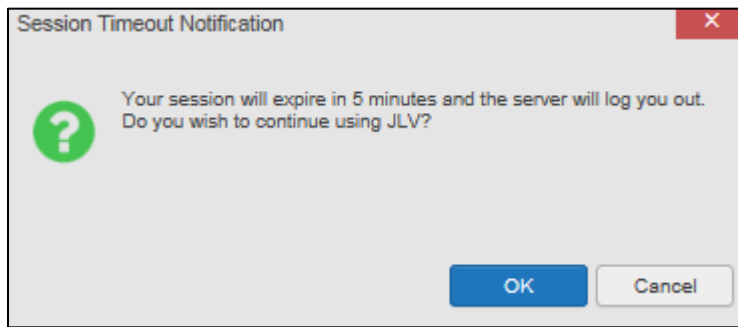 Session Timeout Notification
Your session will expire in 5 minutes and the server will log you out.
Do you wish to continue using JLV?
OK Cancel